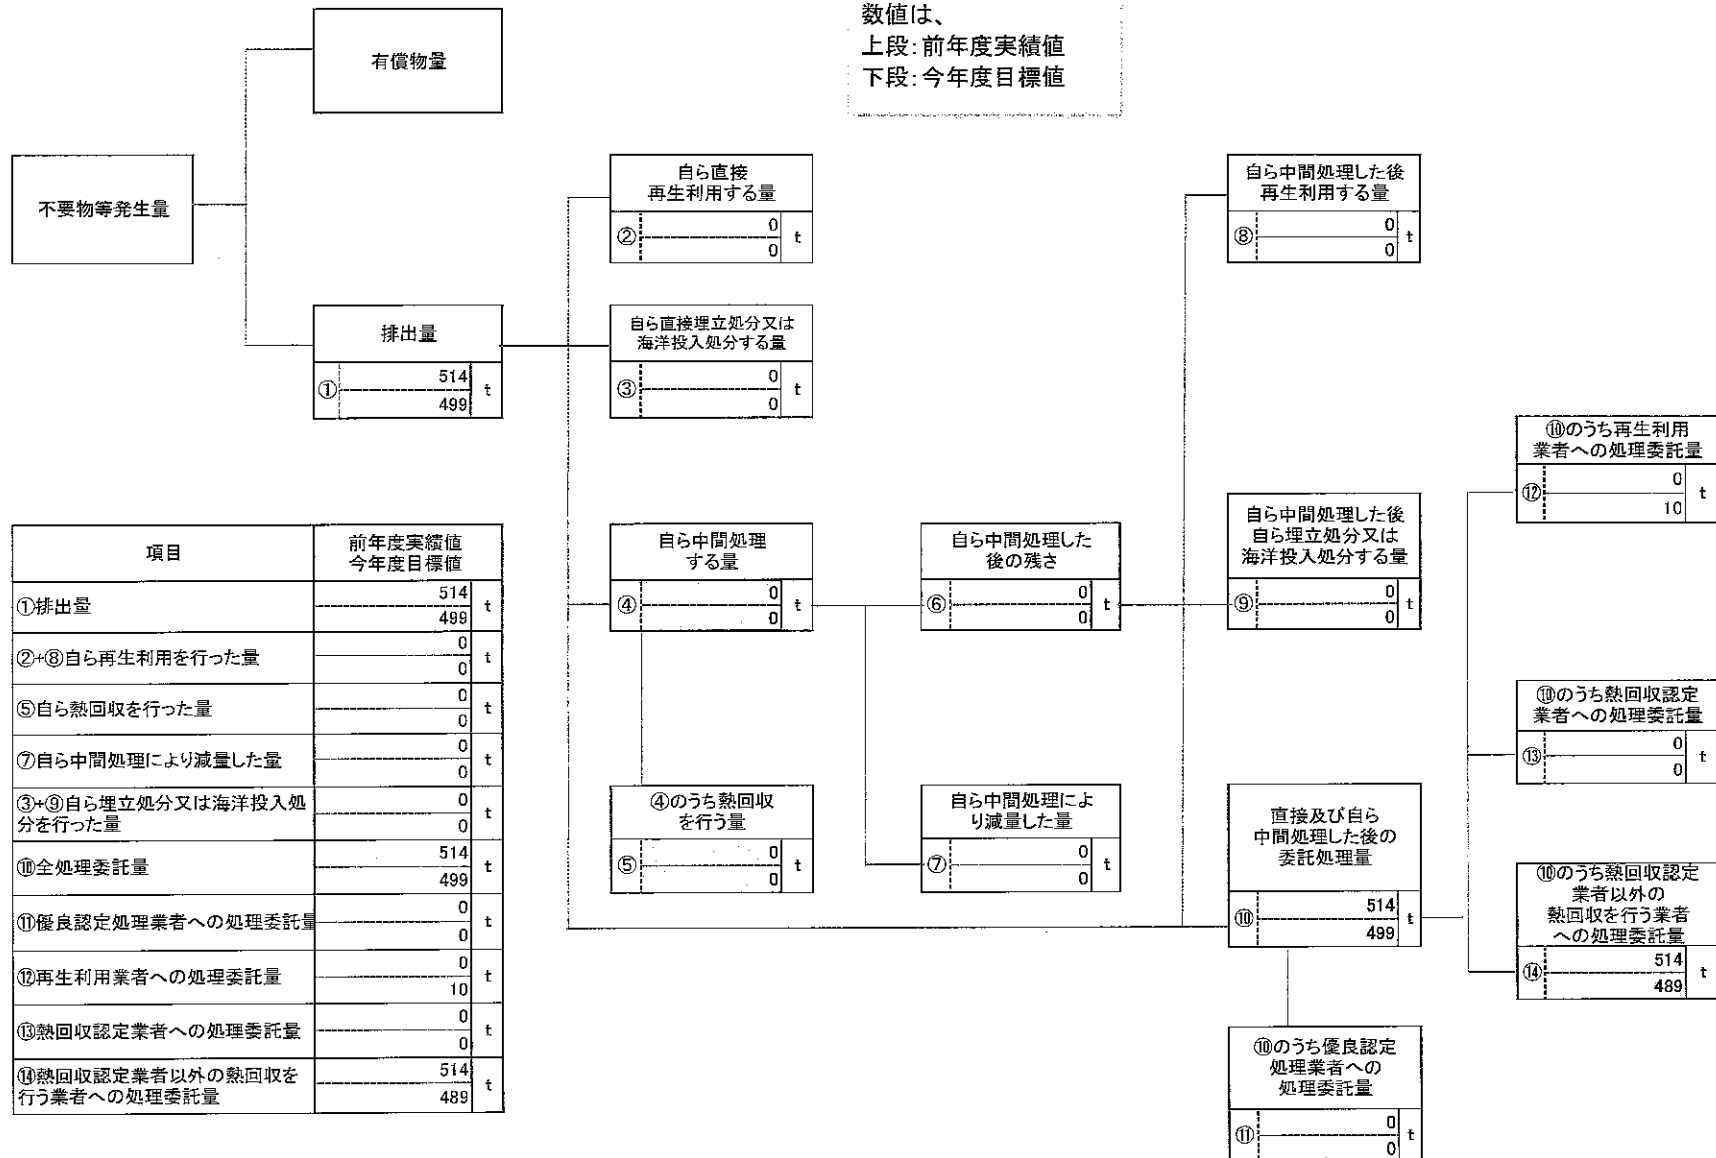 数値は、
上段:前年度実績値
下段:今年度目標値
有償物量
不要物等発生量
排出量
①
514
499
t
自ら直接
再生利用する量
②
0
0
t
自ら直接埋立処分又は
海洋投入処分する量
③
0
0
t
自ら中間処理
する量
④
0
0
t
④のうち熱回収
を行う量
⑤
0
0
t
自ら中間処理した
後の残さ
⑥
0
0
t
自ら中間処理によ
り減量した量
⑦
0
0
t
自ら中間処理した後
再生利用する量
⑧
0
0
t
自ら中間処理した後
自ら埋立処分又は
海洋投入処分する量
⑨
0
0
t
直接及び自ら
中間処理した後の
委託処理量
⑩
514
499
t
⑩のうち優良認定
処理業者への
処理委託量
⑪
0
0
t
⑩のうち再生利用
業者への処理委託量
⑫
0
10
t
⑩のうち熱回収認定
業者への処理委託量
⑬
0
0
t
⑩のうち熱回収認定
業者以外の
熱回収を行う業者
への処理委託量
⑭
514
489
t
項目
前年度実績値
今年度目標値
①排出量
514
499
t
②+⑧自ら再生利用を行った量
0
0
t
⑤自ら熱回収を行った量
0
0
t
⑦自ら中間処理により減量した量
0
0
t
③+⑨自ら埋立処分又は海洋投入処
分を行った量
0
0
t
⑩全処理委託量
514
499
t
⑪優良認定処理業者への処理委託量
0
0
t
⑫再生利用業者への処理委託量
0
10
t
⑬熱回収認定業者への処理委託量
0
0
t
⑭熱回収認定業者以外の熱回収を
行う業者への処理委託量
514
489
t